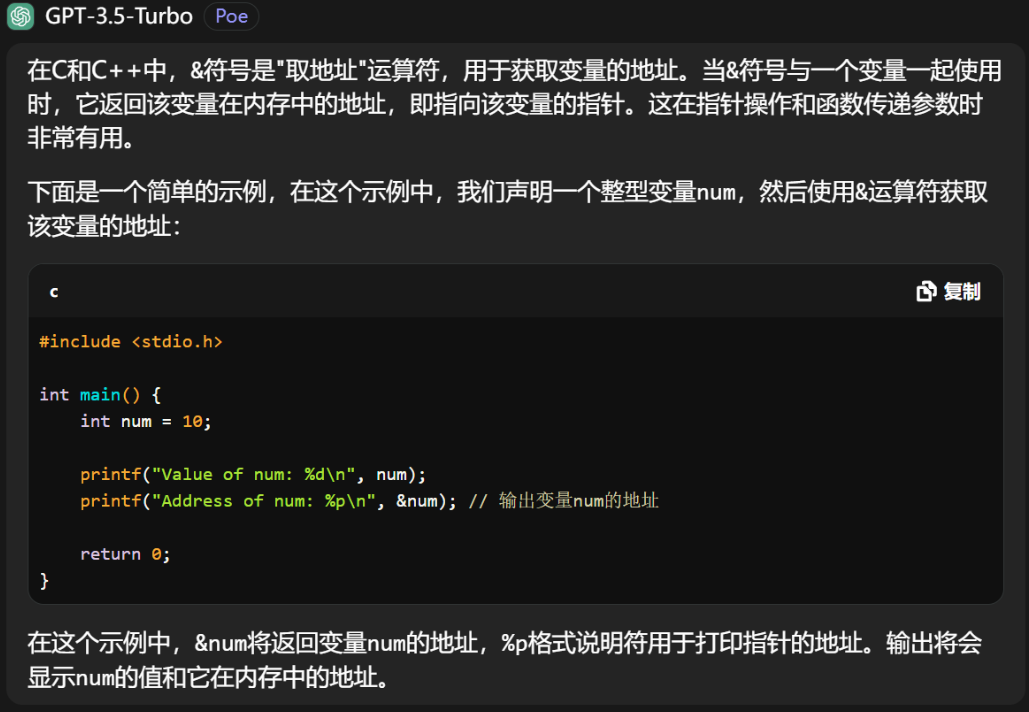 GPT-3.5-Turbo Poe
在C和C++中，&符号是"取地址"运算符，用于获取变量的地址。当&符号与一个变量一起使用
时，它返回该变量在内存中的地址，即指向该变量的指针。这在指针操作和函数传递参数时
非常有用。
下面是一个简单的示例，在这个示例中，我们声明一个整型变量num，然后使用&运算符获取
该变量的地址：
c 复制
#include <stdio.h>
int main() {
    int num = 10;
    printf("Value of num: %d\n", num);
    printf("Address of num: %p\n", &num); // 输出变量num的地址
    return 0;
}
在这个示例中，&num将返回变量num的地址，%p格式说明符用于打印指针的地址。输出将会
显示num的值和它在内存中的地址。